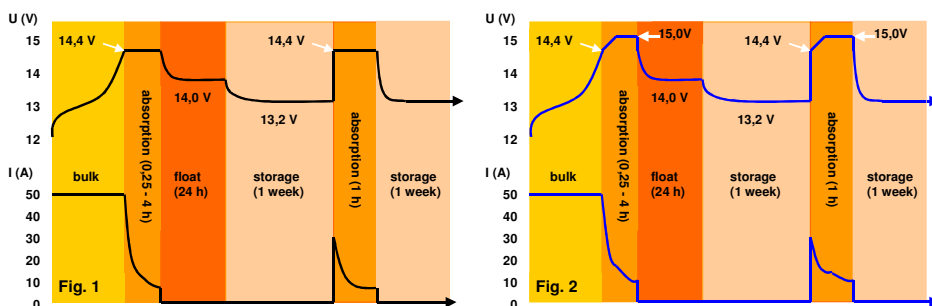 U (V)
15
14
13
12
14,4 V
14,0 V
13,2 V
14,4 V
absorption (0,25 - 4 h)
absorption (1 h)
I (A)
bulk
float
(24 h)
storage
(1 week)
storage
(1 week)
50
40
30
20
10
0
Fig. 1
U (V)
15
14
13
12
14,4 V
15,0V
14,0 V
13,2 V
14,4 V
15,0V
absorption (0,25 - 4 h)
absorption (1 h)
I (A)
bulk
float
(24 h)
storage
(1 week)
storage
(1 week)
50
40
30
20
10
0
Fig. 2